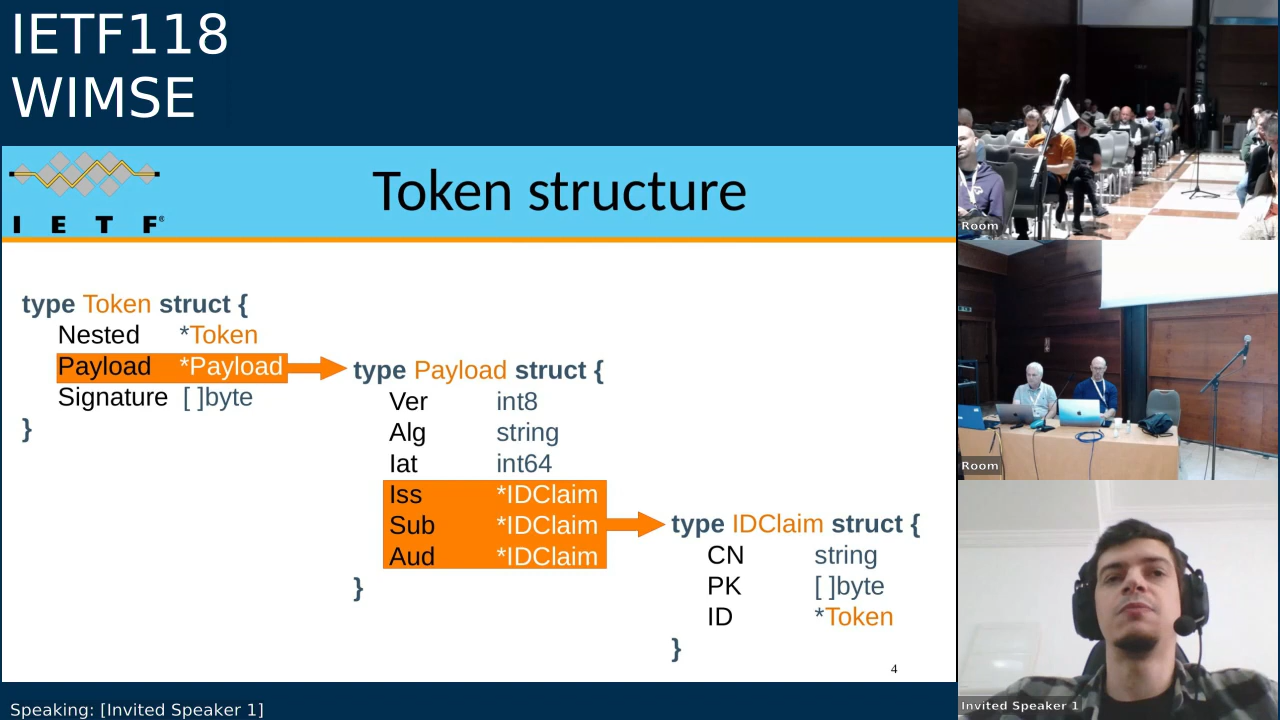 IETF118
WIMSE
I E T F®
Token structure
type Token struct {
Nested *Token
Payload *Payload
Signature [ ]byte
}
type Payload struct {
Ver int8
Alg string
Iat int64
Iss *IDClaim
Sub *IDClaim
Aud *IDClaim
}
type IDClaim struct {
CN string
PK [ ]byte
ID *Token
}
4
Speaking: [Invited Speaker 1]
Room
Room
Invited Speaker 1